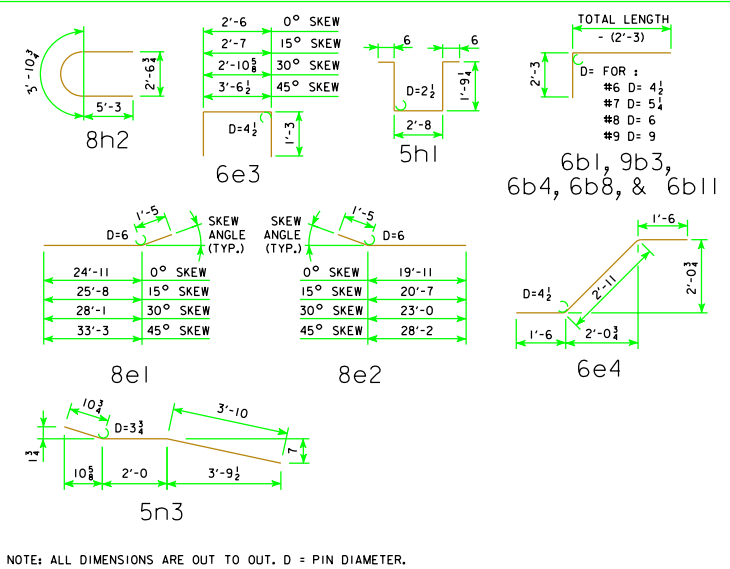 3'-10¾
2'-6¾
5'-3
8h2
2'-6 0° SKEW
2'-7 15° SKEW
2'-10⅝ 30° SKEW
3'-6½ 45° SKEW
D=4½
1'-3
6e3
6 6
D=2½
1'-9¼
2'-8
5h1
TOTAL LENGTH
- (2'-3)
2'-3
D= FOR :
#6 D= 4½
#7 D= 5¼
#8 D= 6
#9 D= 9
6b1, 9b3,
6b4, 6b8, & 6b11
1'-5
D=6
SKEW
ANGLE
(TYP.)
24'-11 0° SKEW
25'-8 15° SKEW
28'-1 30° SKEW
33'-3 45° SKEW
8e1
SKEW
ANGLE
(TYP.)
1'-5
D=6
0° SKEW 19'-11
15° SKEW 20'-7
30° SKEW 23'-0
45° SKEW 28'-2
8e2
1'-6
D=4½
2'-11
2'-0¾
1'-6 2'-0¾
6e4
10¾
D=3¾
3'-10
1¾
7
10⅝ 2'-0 3'-9½
5n3
NOTE: ALL DIMENSIONS ARE OUT TO OUT. D = PIN DIAMETER.